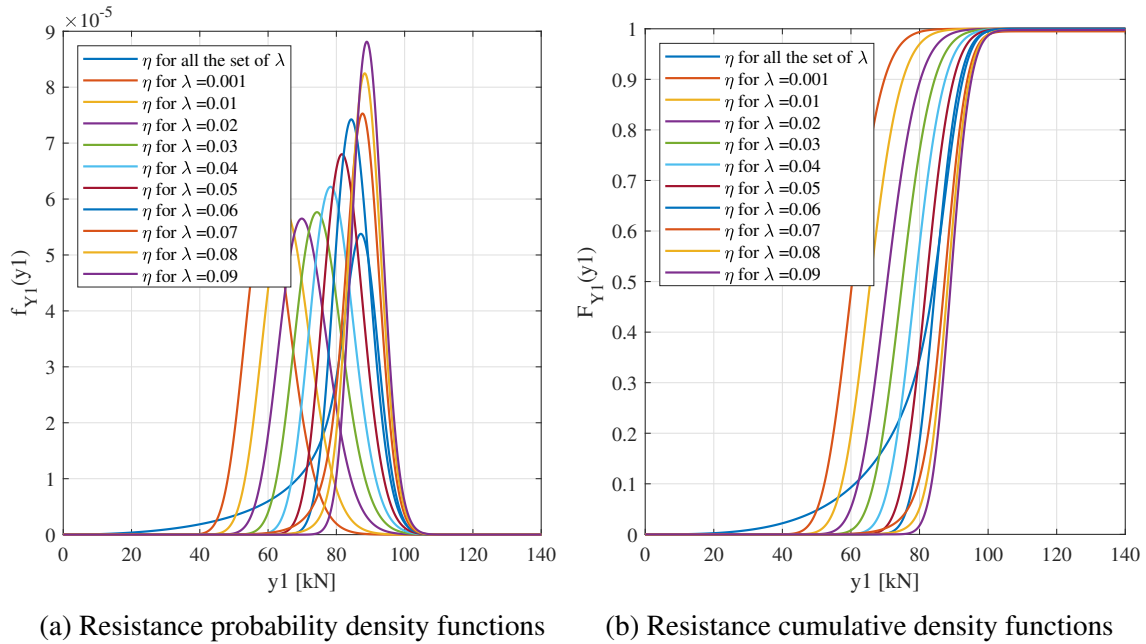 ×10⁻⁵
9
8
7
6
5
4
3
2
1
0
f_Y1(y1)
η for all the set of λ
η for λ =0.001
η for λ =0.01
η for λ =0.02
η for λ =0.03
η for λ =0.04
η for λ =0.05
η for λ =0.06
η for λ =0.07
η for λ =0.08
η for λ =0.09
0 20 40 60 80 100 120 140
y1 [kN]
(a) Resistance probability density functions
1
0.9
0.8
0.7
0.6
0.5
0.4
0.3
0.2
0.1
0
F_Y1(y1)
η for all the set of λ
η for λ =0.001
η for λ =0.01
η for λ =0.02
η for λ =0.03
η for λ =0.04
η for λ =0.05
η for λ =0.06
η for λ =0.07
η for λ =0.08
η for λ =0.09
0 20 40 60 80 100 120 140
y1 [kN]
(b) Resistance cumulative density functions